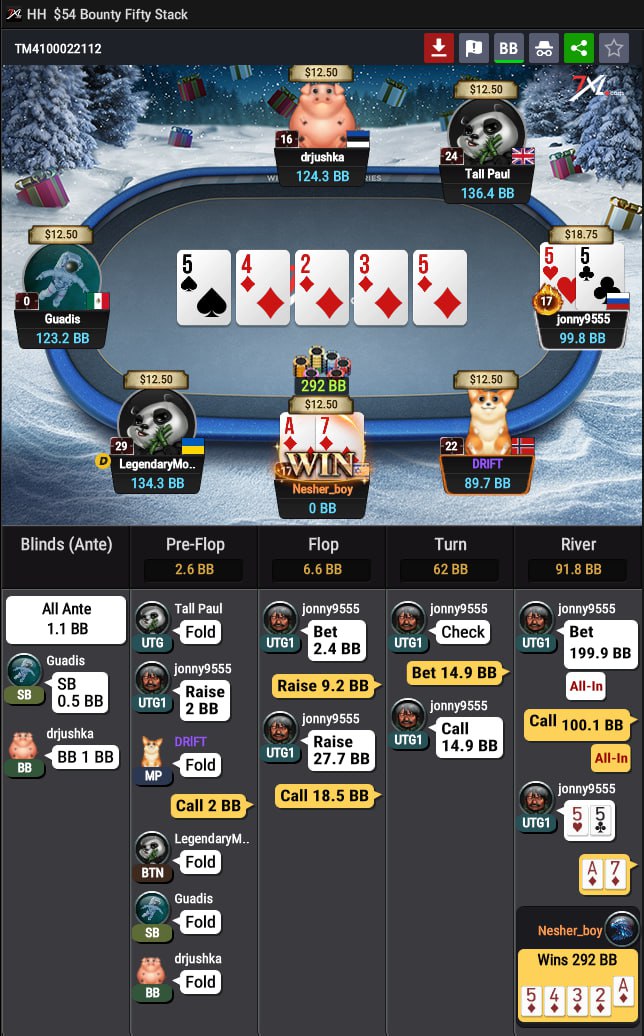 HH $54 Bounty Fifty Stack
TM4100022112
BB
$12.50
16
drjushka
124.3 BB
$12.50
24
Tall Paul
136.4 BB
7XL.com
$12.50
0
Guadis
123.2 BB
5 4 2 3 5
$18.75
5 5
17
jonny9555
99.8 BB
292 BB
$12.50
29
D
LegendaryMo..
134.3 BB
$12.50
A 7
17
WIN
Nesher_boy
0 BB
$12.50
22
DRIFT
89.7 BB
Blinds (Ante)
All Ante
1.1 BB
Guadis
SB
SB
0.5 BB
drjushka
BB
BB 1 BB
Pre-Flop
2.6 BB
Tall Paul
UTG
Fold
jonny9555
UTG1
Raise
2 BB
DRIFT
MP
Fold
Call 2 BB
LegendaryM..
BTN
Fold
Guadis
SB
Fold
drjushka
BB
Fold
Flop
6.6 BB
jonny9555
UTG1
Bet
2.4 BB
Raise 9.2 BB
jonny9555
UTG1
Raise
27.7 BB
Call 18.5 BB
Turn
62 BB
jonny9555
UTG1
Check
Bet 14.9 BB
jonny9555
UTG1
Call
14.9 BB
River
91.8 BB
jonny9555
UTG1
Bet
199.9 BB
All-In
Call 100.1 BB
All-In
jonny9555
UTG1
5 5
A 7
Nesher_boy
Wins 292 BB
5 4 3 2 A